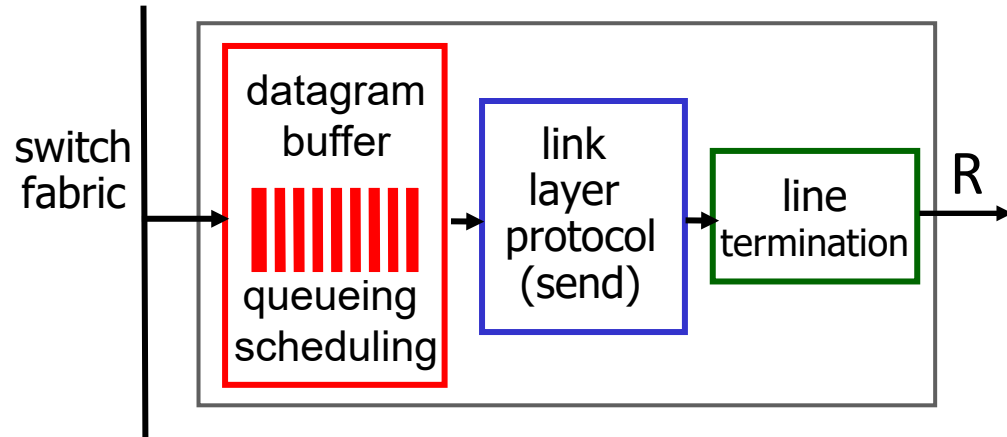 switch
fabric
datagram
buffer
queueing
scheduling
link
layer
protocol
(send)
line
termination
R